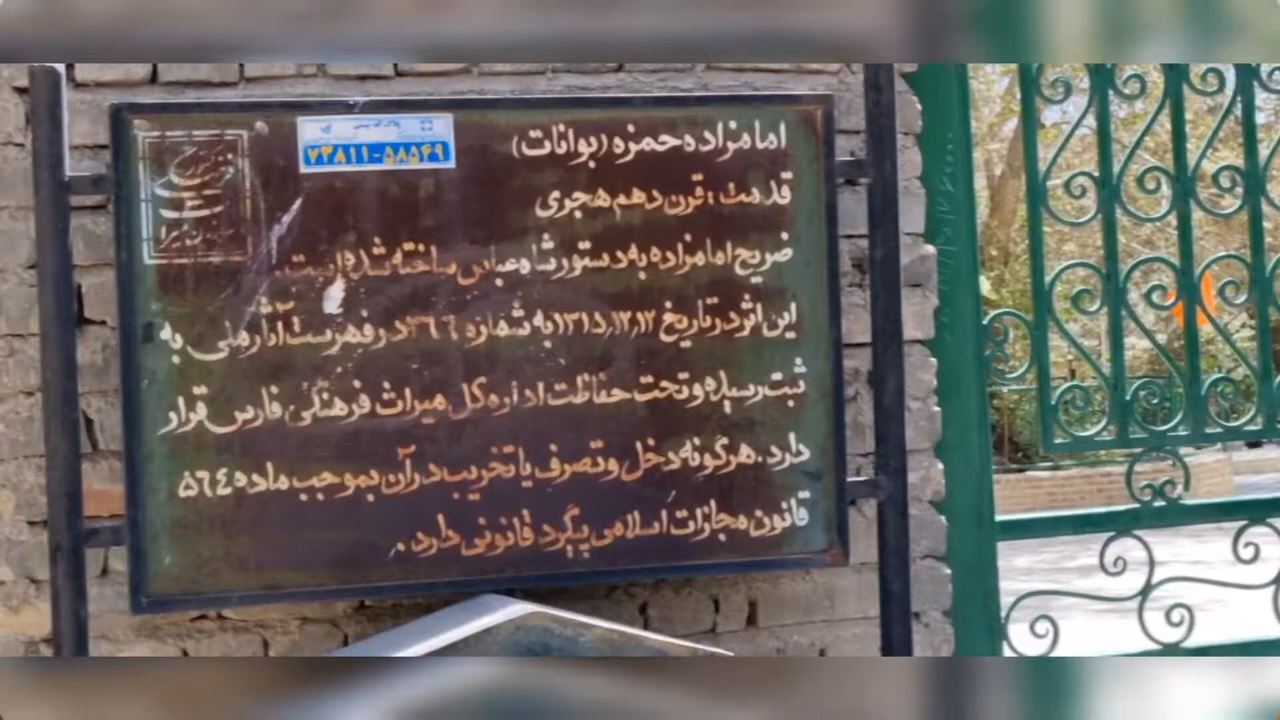 امامزاده حمزه (بوانات)
قدمت : قرن دهم هجری
ضریح امامزاده به دستور شاه عباس ساخته شده است.
این اثر در تاریخ ۱۳۱۵,۱۲,۱۲ به شماره ۲۶۶ در فهرست آثار ملی به
ثبت رسیده و تحت حفاظت اداره کل میراث فرهنگی فارس قرار
دارد. هرگونه دخل و تصرف یا تخریب در آن بموجب ماده ۵٦٤
قانون مجازات اسلامی پیگرد قانونی دارد.
۷۳۸۱۱-۵۸۵۴۹